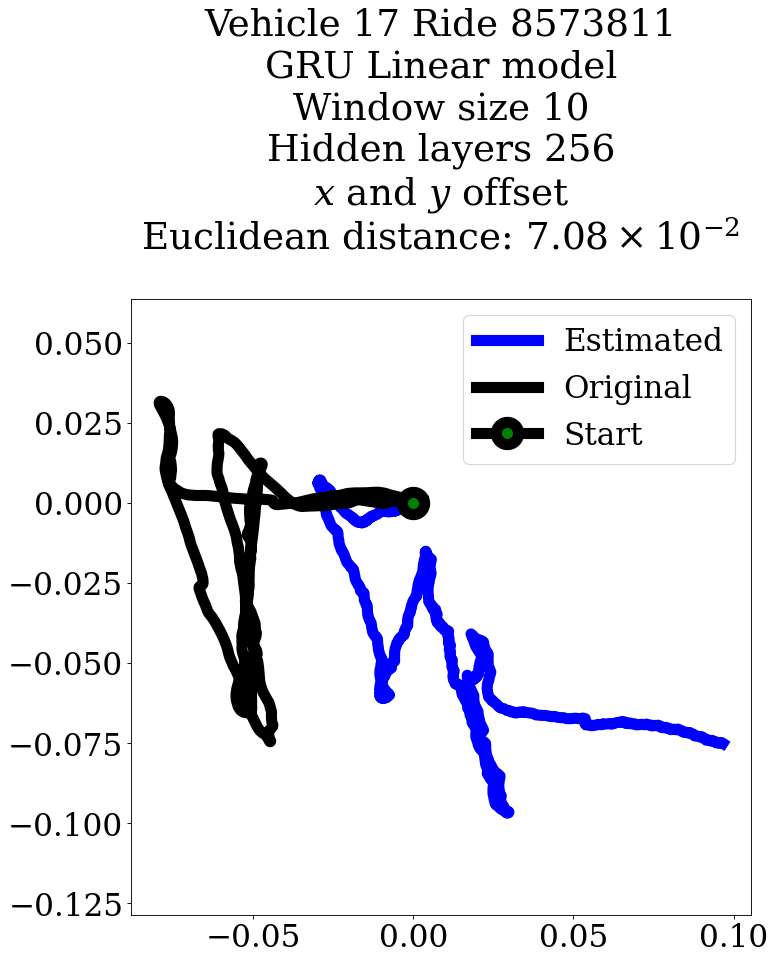 Vehicle 17 Ride 8573811
GRU Linear model
Window size 10
Hidden layers 256
x and y offset
Euclidean distance: 7.08 × 10⁻²
Estimated
Original
Start
0.050
0.025
0.000
−0.025
−0.050
−0.075
−0.100
−0.125
−0.05 0.00 0.05 0.10